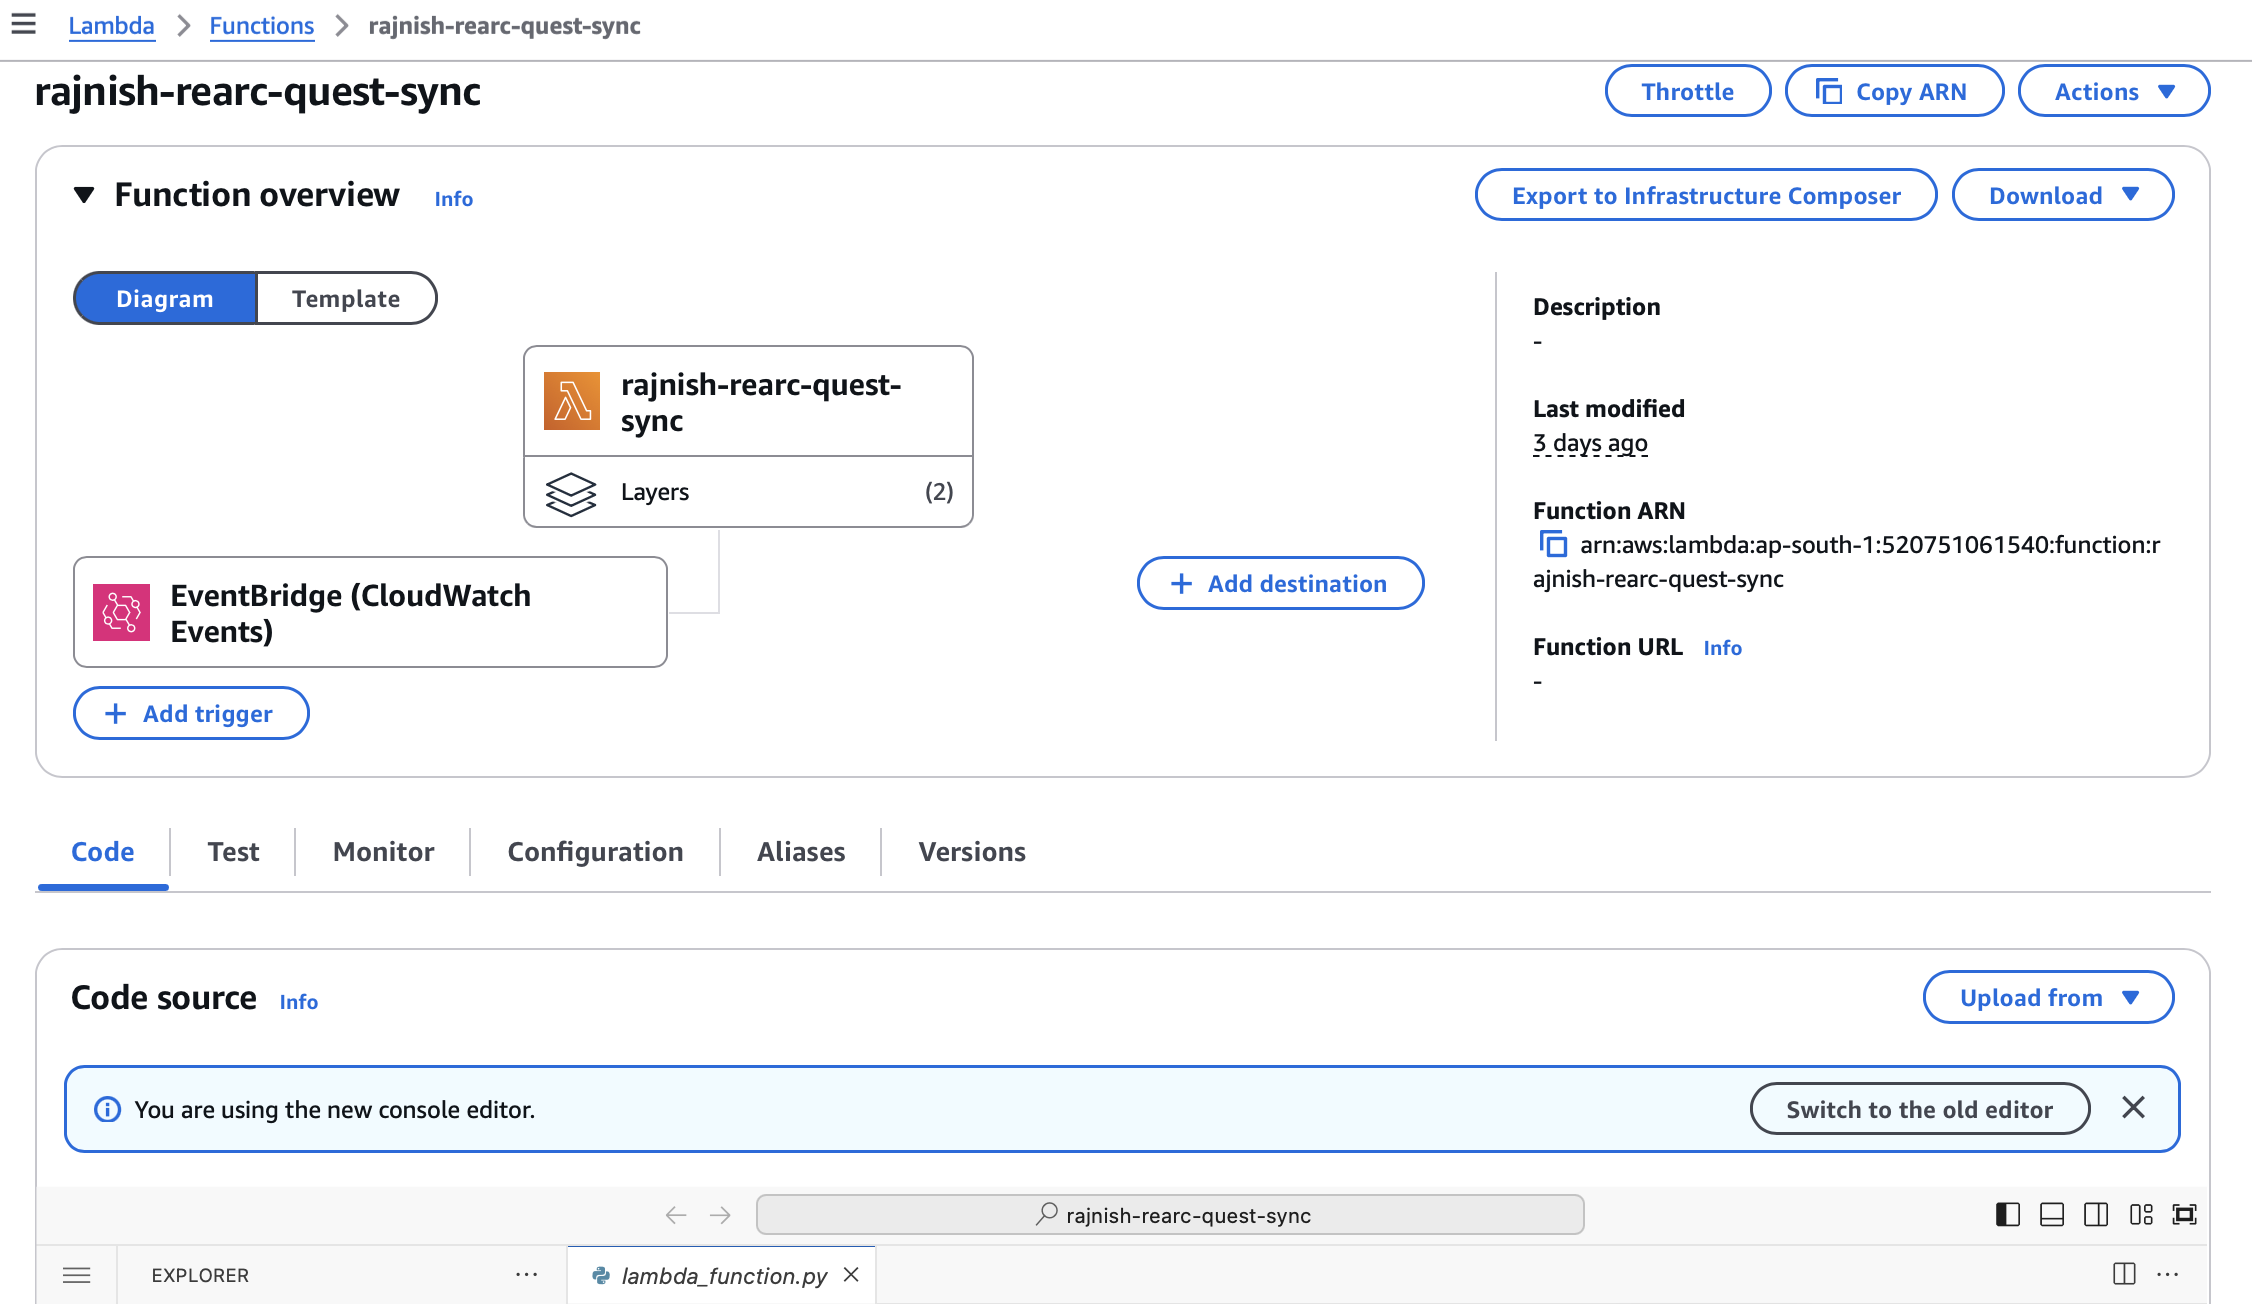 Lambda > Functions > rajnish-rearc-quest-sync
rajnish-rearc-quest-sync
Throttle
Copy ARN
Actions
Function overview Info
Export to Infrastructure Composer
Download
Diagram
Template
rajnish-rearc-quest-
sync
Layers (2)
EventBridge (CloudWatch
Events)
+ Add trigger
+ Add destination
Description
-
Last modified
3 days ago
Function ARN
arn:aws:lambda:ap-south-1:520751061540:function:r
ajnish-rearc-quest-sync
Function URL Info
-
Code
Test
Monitor
Configuration
Aliases
Versions
Code source Info
Upload from
You are using the new console editor.
Switch to the old editor
rajnish-rearc-quest-sync
EXPLORER
lambda_function.py